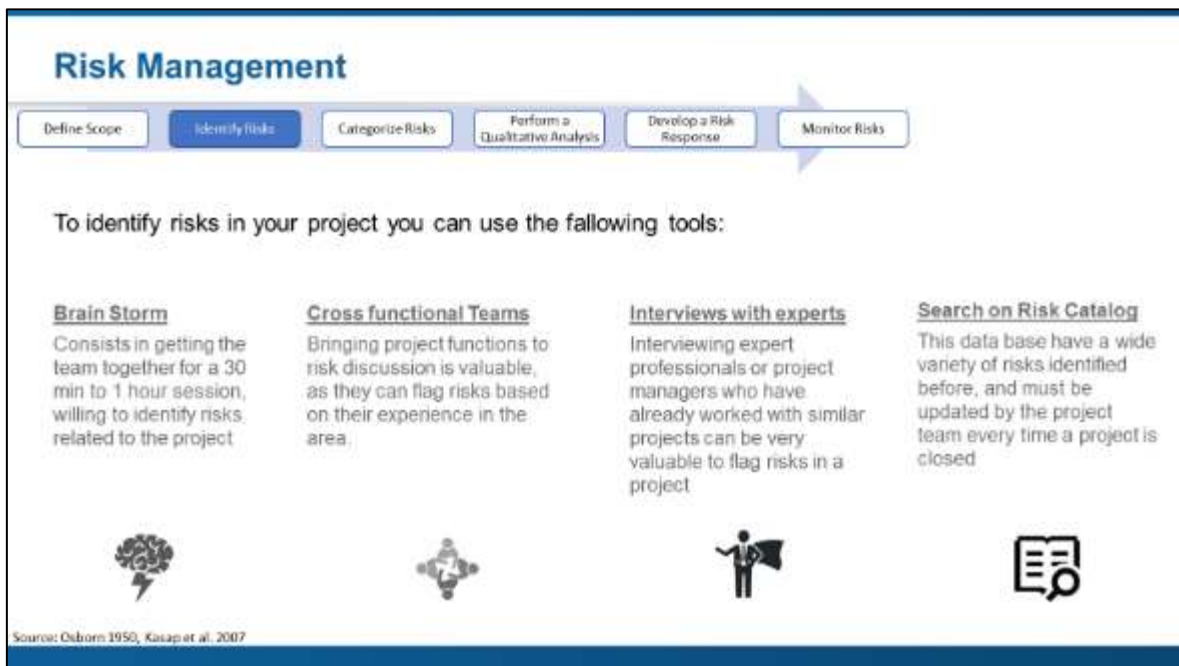 Risk Management
Define Scope
Identify Risks
Categorize Risks
Perform a
Qualitative Analysis
Develop a Risk
Response
Monitor Risks
To identify risks in your project you can use the fallowing tools:
Brain Storm
Consists in getting the
team together for a 30
min to 1 hour session,
willing to identify risks
related to the project
Cross functional Teams
Bringing project functions to
risk discussion is valuable,
as they can flag risks based
on their experience in the
area.
Interviews with experts
Interviewing expert
professionals or project
managers who have
already worked with similar
projects can be very
valuable to flag risks in a
project
Search on Risk Catalog
This data base have a wide
variety of risks identified
before, and must be
updated by the project
team every time a project is
closed
Source: Osborn 1950, Kasap et al. 2007